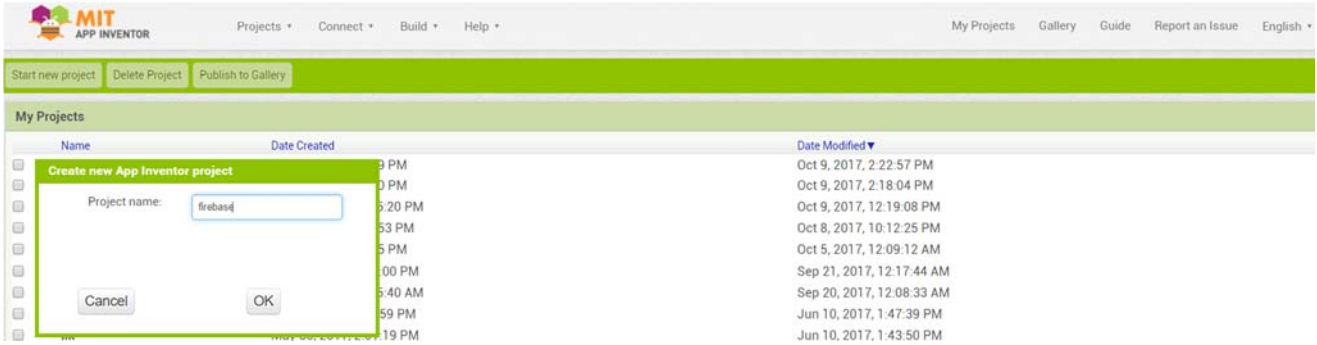 MIT
APP INVENTOR
Projects Connect Build Help My Projects Gallery Guide Report an Issue English
Start new project Delete Project Publish to Gallery
My Projects
Name Date Created Date Modified▼
Create new App Inventor project
Project name: firebase
Cancel OK
9 PM Oct 9, 2017, 2:22:57 PM
0 PM Oct 9, 2017, 2:18:04 PM
5:20 PM Oct 9, 2017, 12:19:08 PM
53 PM Oct 8, 2017, 10:12:25 PM
5 PM Oct 5, 2017, 12:09:12 AM
:00 PM Sep 21, 2017, 12:17:44 AM
5:40 AM Sep 20, 2017, 12:08:33 AM
59 PM Jun 10, 2017, 1:47:39 PM
:19 PM Jun 10, 2017, 1:43:50 PM